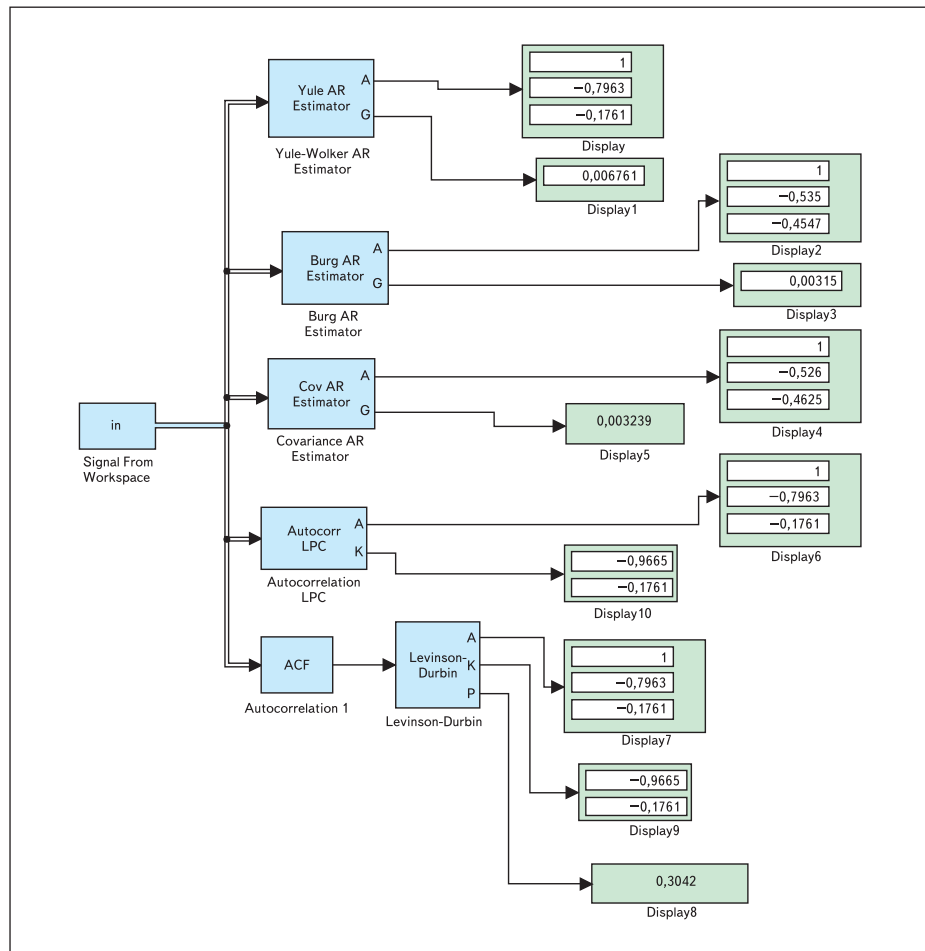 Yule AR
Estimator
A
G
Yule-Wolker AR
Estimator
1
−0,7963
−0,1761
Display
0,006761
Display1
Burg AR
Estimator
A
G
Burg AR
Estimator
1
−0,535
−0,4547
Display2
0,00315
Display3
Cov AR
Estimator
A
G
Covariance AR
Estimator
1
−0,526
−0,4625
Display4
0,003239
Display5
in
Signal From
Workspace
Autocorr
LPC
A
K
Autocorrelation
LPC
1
−0,7963
−0,1761
Display6
−0,9665
−0,1761
Display10
ACF
Autocorrelation 1
Levinson-
Durbin
A
K
P
Levinson-Durbin
1
−0,7963
−0,1761
Display7
−0,9665
−0,1761
Display9
0,3042
Display8